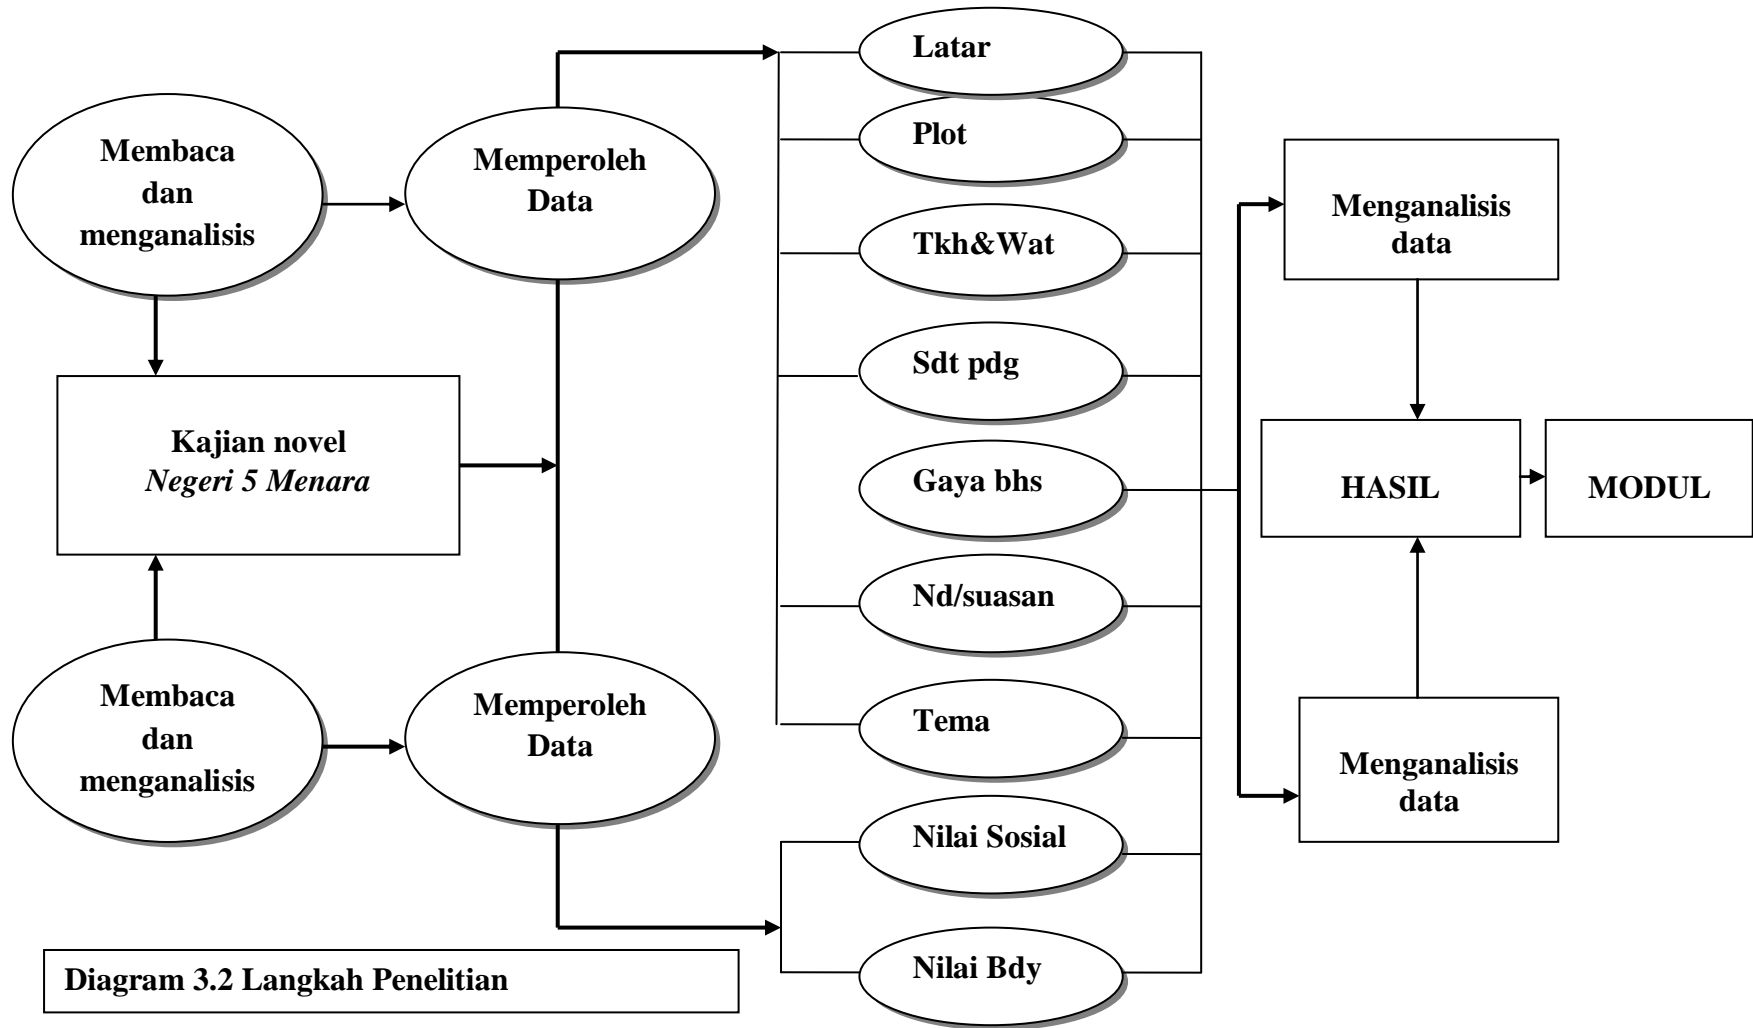 Membaca
dan
menganalisis
Memperoleh
Data
Kajian novel
Negeri 5 Menara
Membaca
dan
menganalisis
Memperoleh
Data
Latar
Plot
Tkh&Wat
Sdt pdg
Gaya bhs
Nd/suasan
Tema
Nilai Sosial
Nilai Bdy
Menganalisis
data
HASIL
MODUL
Menganalisis
data
Diagram 3.2 Langkah Penelitian